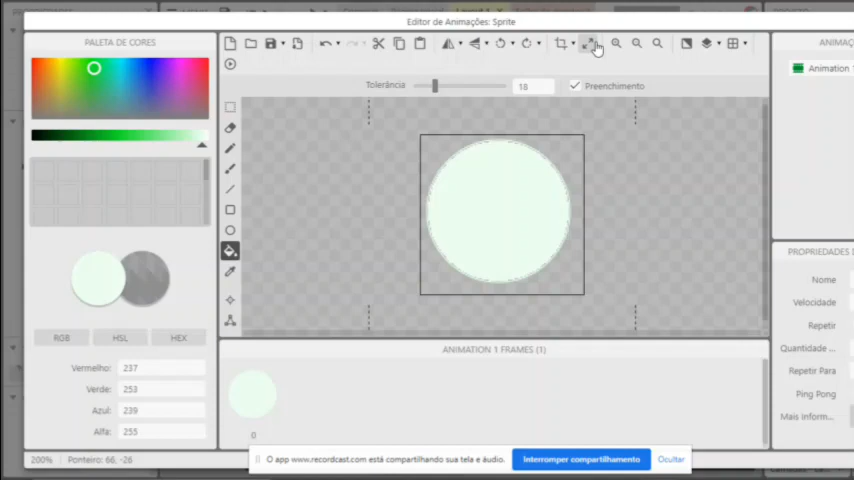 Editor de Animações: Sprite
PALETA DE CORES
Tolerância
18
Preenchimento
ANIMAÇ
Animation 1
RGB
HSL
HEX
Vermelho: 237
Verde: 253
Azul: 239
Alfa: 255
ANIMATION 1 FRAMES (1)
0
PROPRIEDADES D
Nome
Velocidade
Repetir
Quantidade ...
Repetir Para
Ping Pong
Mais Inform...
200%
Ponteiro: 66, -26
O app www.recordcast.com está compartilhando sua tela e áudio.
Interromper compartilhamento
Ocultar